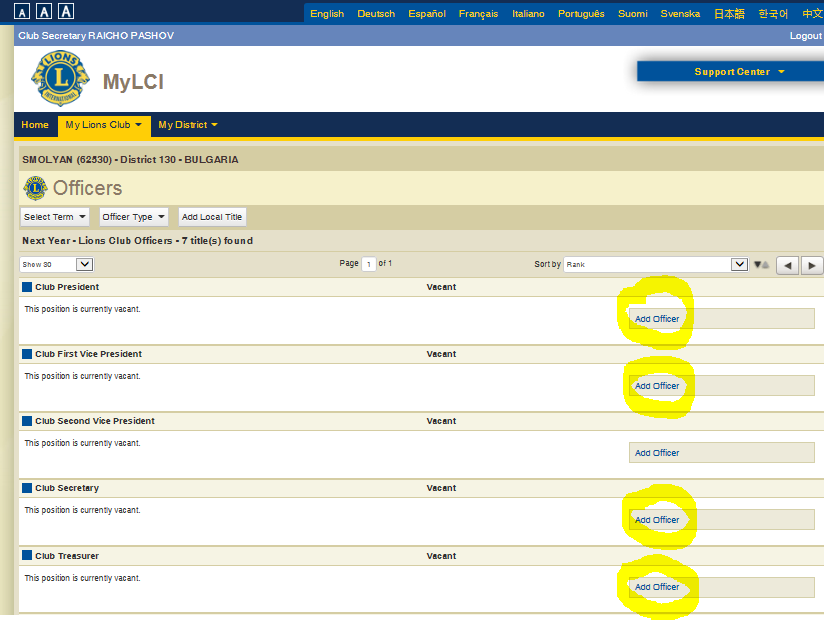 A A A English Deutsch Español Français Italiano Português Suomi Svenska 日本語 한국어 中文
Club Secretary RAICHO PASHOV Logout
LIONS
L
INTERNATIONAL
MyLCI
Support Center
Home My Lions Club My District
SMOLYAN (62530) - District 130 - BULGARIA
Officers
Select Term Officer Type Add Local Title
Next Year - Lions Club Officers - 7 title(s) found
Show 30 Page 1 of 1 Sort by Rank
Club President Vacant
This position is currently vacant.
Add Officer
Club First Vice President Vacant
This position is currently vacant.
Add Officer
Club Second Vice President Vacant
This position is currently vacant.
Add Officer
Club Secretary Vacant
This position is currently vacant.
Add Officer
Club Treasurer Vacant
This position is currently vacant.
Add Officer